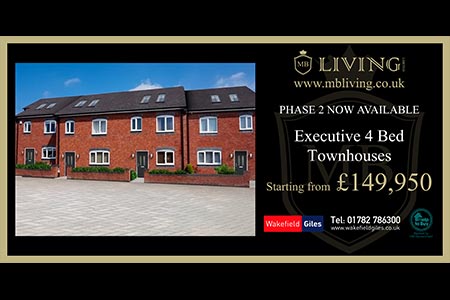 MB
LIVING
www.mbliving.co.uk
PHASE 2 NOW AVAILABLE
Executive 4 Bed
Townhouses
Starting from £149,950
Wakefield Giles
Tel: 01782 786300
www.wakefieldgiles.co.uk
MB